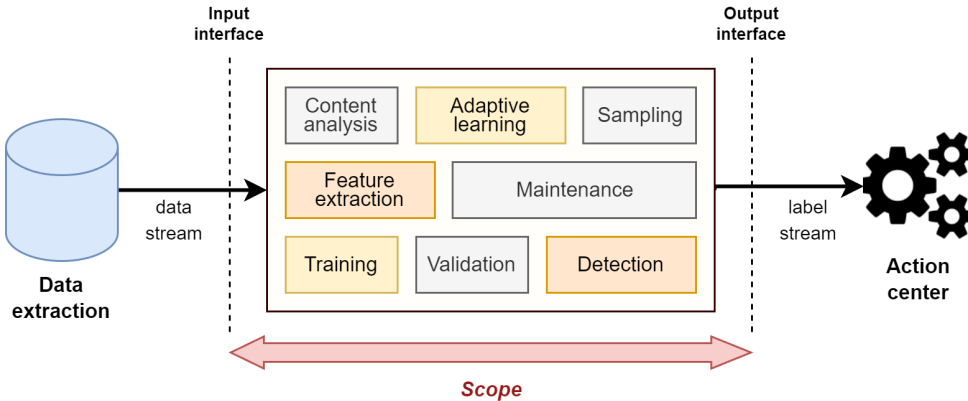 Input
interface
Output
interface
Content
analysis
Adaptive
learning
Sampling
Feature
extraction
Maintenance
data
stream
label
stream
Training
Validation
Detection
Data
extraction
Action
center
Scope